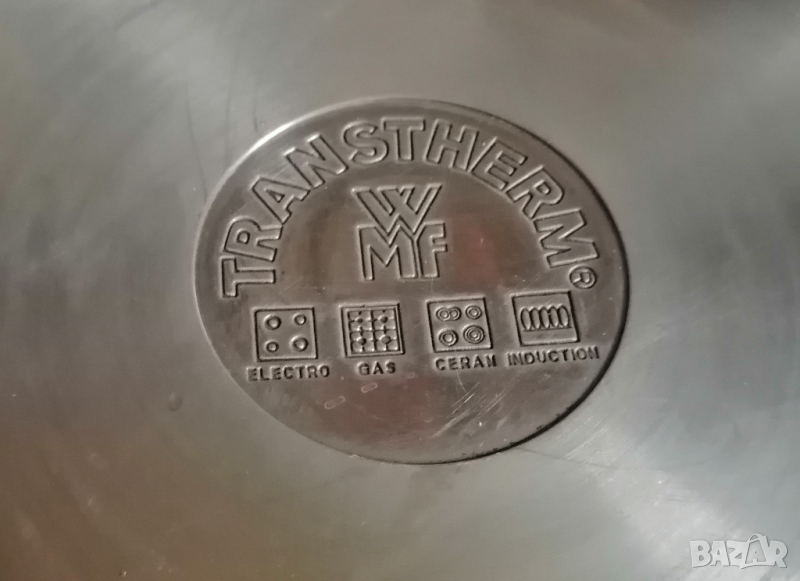 TRANSTHERM®
WMF
ELECTRO GAS CERAN INDUCTION
BAZAR